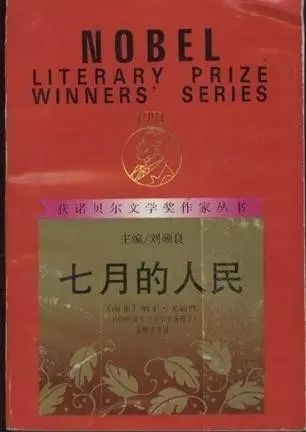 NOBEL
LITERARY PRIZE
WINNERS' SERIES
1991
获诺贝尔文学奖作家丛书
主编/刘硕良
七月的人民